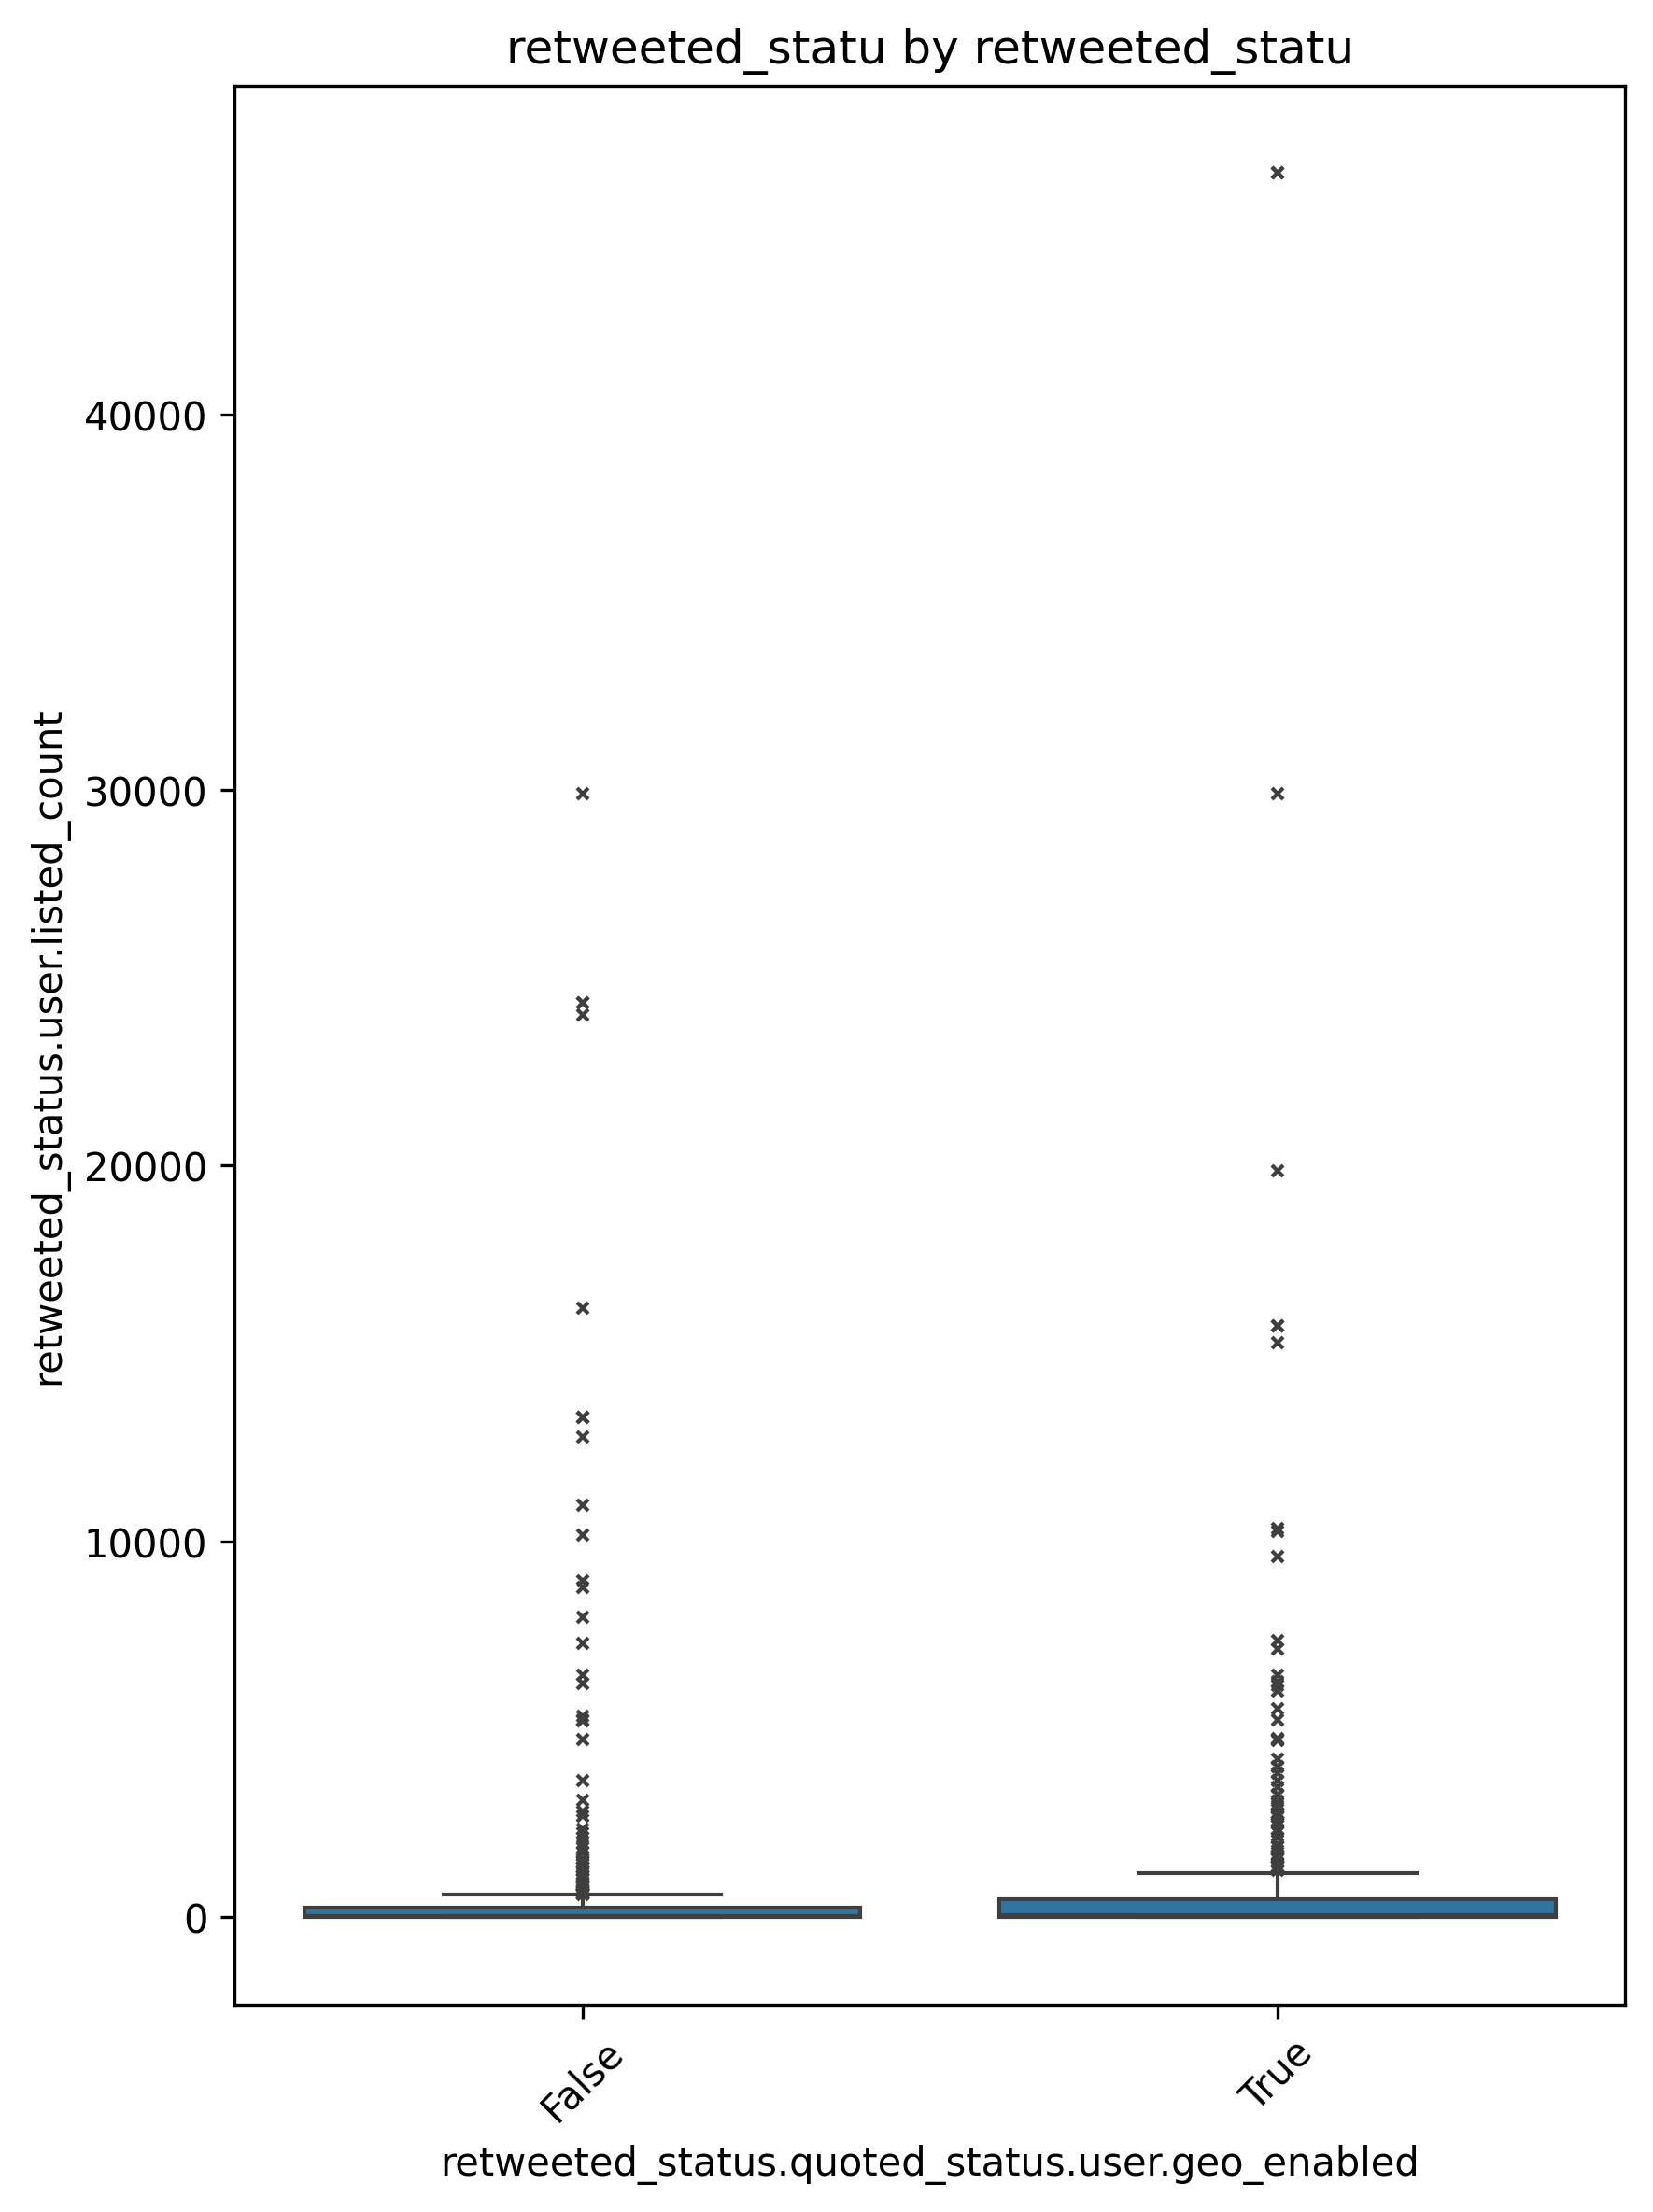 retweeted_statu by retweeted_statu
retweeted_status.user.listed_count
40000
30000
20000
10000
0
False
True
retweeted_status.quoted_status.user.geo_enabled